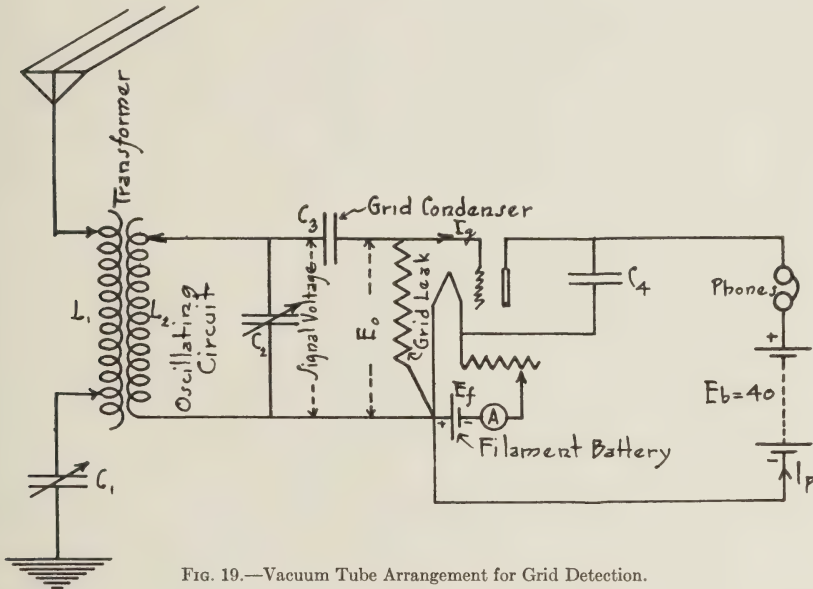 Transformer
L₁
L₂
Oscillating
Circuit
C₁
C₂
C₃
Grid Condenser
Signal Voltage
E₀
Grid Leak
Ig
C₄
Phones
+
Eb=40
-
Ip
Ef
+ -
A
Filament Battery
FIG. 19.—Vacuum Tube Arrangement for Grid Detection.